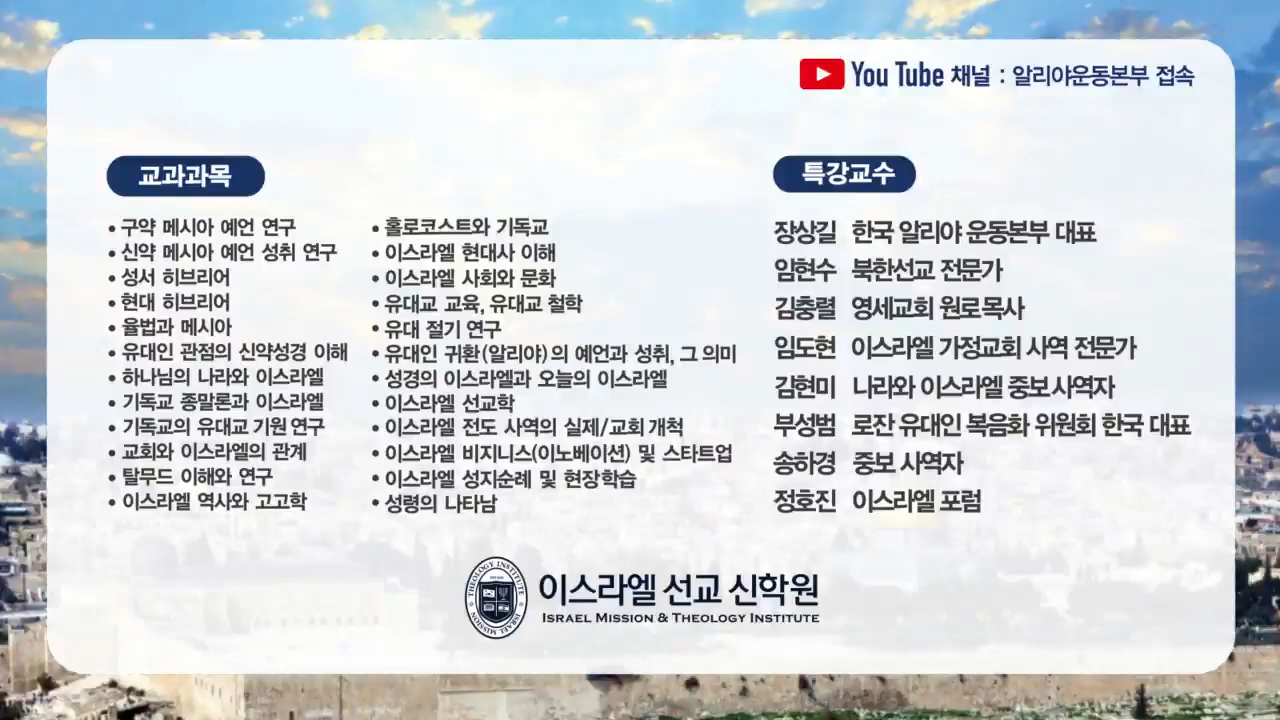 You Tube 채널 : 알리야운동본부 접속
교과과목
• 구약 메시아 예언 연구
• 신약 메시아 예언 성취 연구
• 성서 히브리어
• 현대 히브리어
• 율법과 메시아
• 유대인 관점의 신약성경 이해
• 하나님의 나라와 이스라엘
• 기독교 종말론과 이스라엘
• 기독교의 유대교 기원 연구
• 교회와 이스라엘의 관계
• 탈무드 이해와 연구
• 이스라엘 역사와 고고학
• 홀로코스트와 기독교
• 이스라엘 현대사 이해
• 이스라엘 사회와 문화
• 유대교 교육, 유대교 철학
• 유대 절기 연구
• 유대인 귀환(알리야)의 예언과 성취, 그 의미
• 성경의 이스라엘과 오늘의 이스라엘
• 이스라엘 선교학
• 이스라엘 전도 사역의 실제/교회 개척
• 이스라엘 비지니스(이노베이션) 및 스타트업
• 이스라엘 성지순례 및 현장학습
• 성령의 나타남
특강교수
장상길 한국 알리야 운동본부 대표
임현수 북한선교 전문가
김충렬 영세교회 원로목사
임도현 이스라엘 가정교회 사역 전문가
김현미 나라와 이스라엘 중보사역자
부성범 로잔 유대인 복음화 위원회 한국 대표
송하경 중보 사역자
정호진 이스라엘 포럼
THEOLOGY INSTITUTE
ISRAEL MISSION
이스라엘 선교 신학원
ISRAEL MISSION & THEOLOGY INSTITUTE